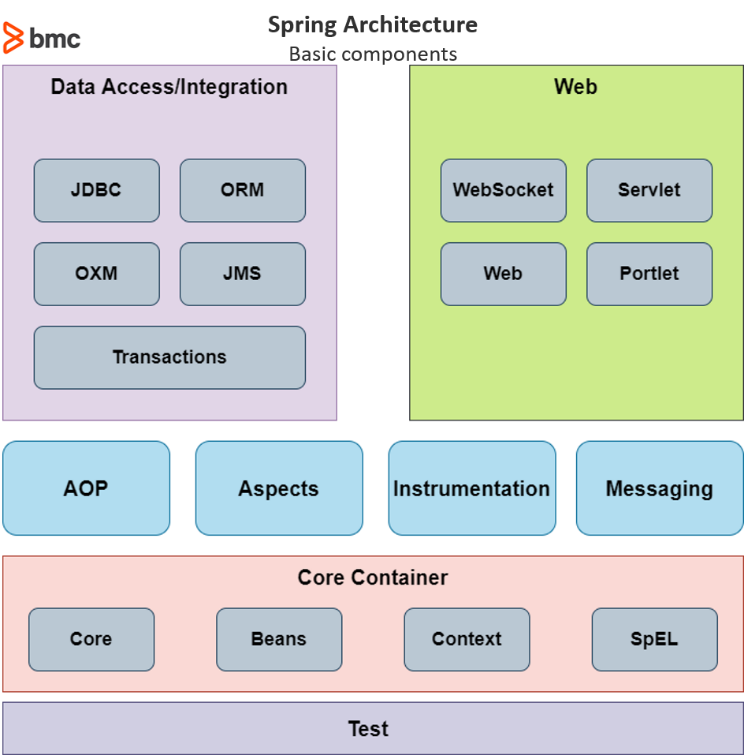 bmc
Spring Architecture
Basic components
Data Access/Integration
JDBC
ORM
OXM
JMS
Transactions
Web
WebSocket
Servlet
Web
Portlet
AOP
Aspects
Instrumentation
Messaging
Core Container
Core
Beans
Context
SpEL
Test